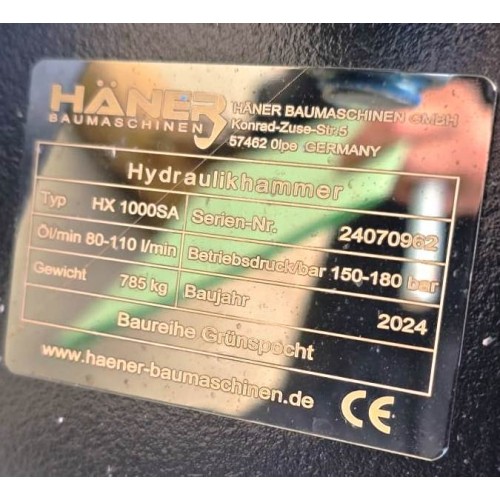 HÄNER
BAUMASCHINEN
HÄNER BAUMASCHINEN GMBH
Konrad-Zuse-Str.5
57462 Olpe GERMANY
Hydraulikhammer
Typ HX 1000SA Serien-Nr. 24070962
Öl/min 80-110 l/min Betriebsdruck/bar 150-180 bar
Gewicht 785 kg Baujahr 2024
Baureihe Grünspecht
www.haener-baumaschinen.de CE